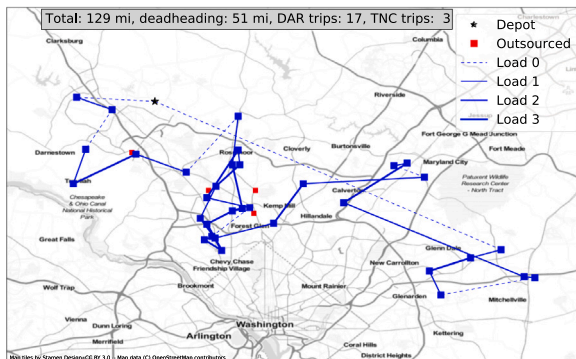 Total: 129 mi, deadheading: 51 mi, DAR trips: 17, TNC trips: 3
Depot
Outsourced
Load 0
Load 1
Load 2
Load 3
Clarksburg
Columbia
Riverside
Fort George G Mead Junction
Fort Meade
Darnestown
Cloverly
Burtonsville
Maryland City
Patuxent Wildlife
Research Center
- North Tract
Chesapeake
& Ohio Canal
National Historical
Park
Kemp Mill
Calverton
Hillandale
Forest Glen
Great Falls
Chevy Chase
Friendship Village
Glenn Dale
New Carrollton
Wolf Trap
Brookmont
Mount Rainier
Glenarden
Mitchellville
Vienna
Dunn Loring
Washington
Arlington
Kettering
Merrifield
Coral Hills
District Heights
Map tiles by Stamen Design, CC BY 3.0 -- Map data (C) OpenStreetMap contributors